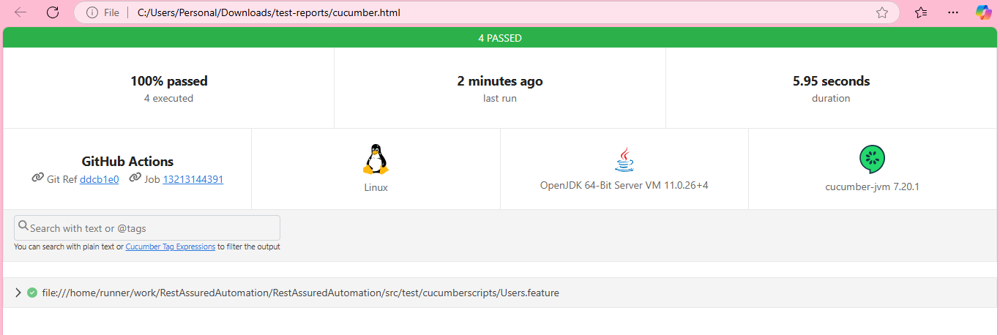 File C:/Users/Personal/Downloads/test-reports/cucumber.html
4 PASSED
100% passed
4 executed
2 minutes ago
last run
5.95 seconds
duration
GitHub Actions
Git Ref ddcb1e0 Job 13213144391
Linux
OpenJDK 64-Bit Server VM 11.0.26+4
cucumber-jvm 7.20.1
Search with text or @tags
You can search with plain text or Cucumber Tag Expressions to filter the output
file:///home/runner/work/RestAssuredAutomation/RestAssuredAutomation/src/test/cucumberscripts/Users.feature